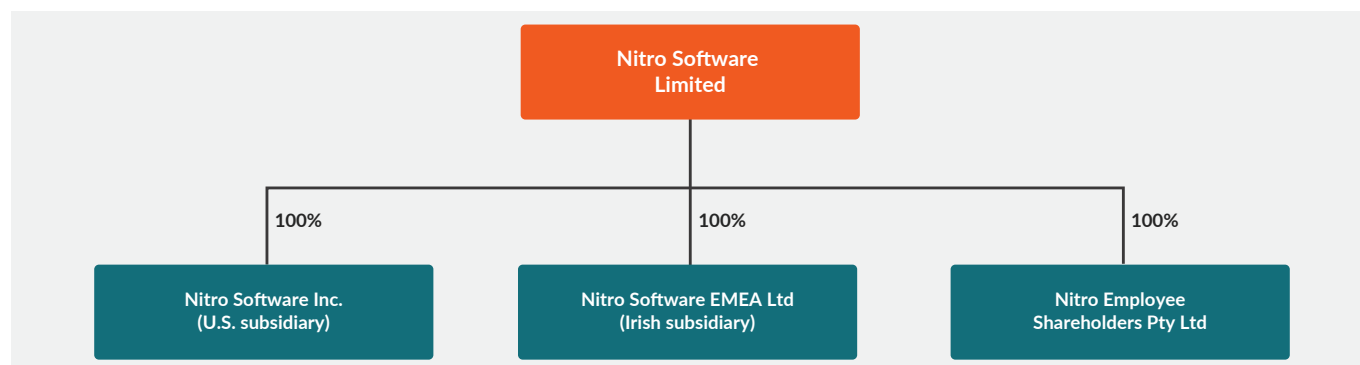 Nitro Software
Limited
100%
100%
100%
Nitro Software Inc.
(U.S. subsidiary)
Nitro Software EMEA Ltd
(Irish subsidiary)
Nitro Employee
Shareholders Pty Ltd